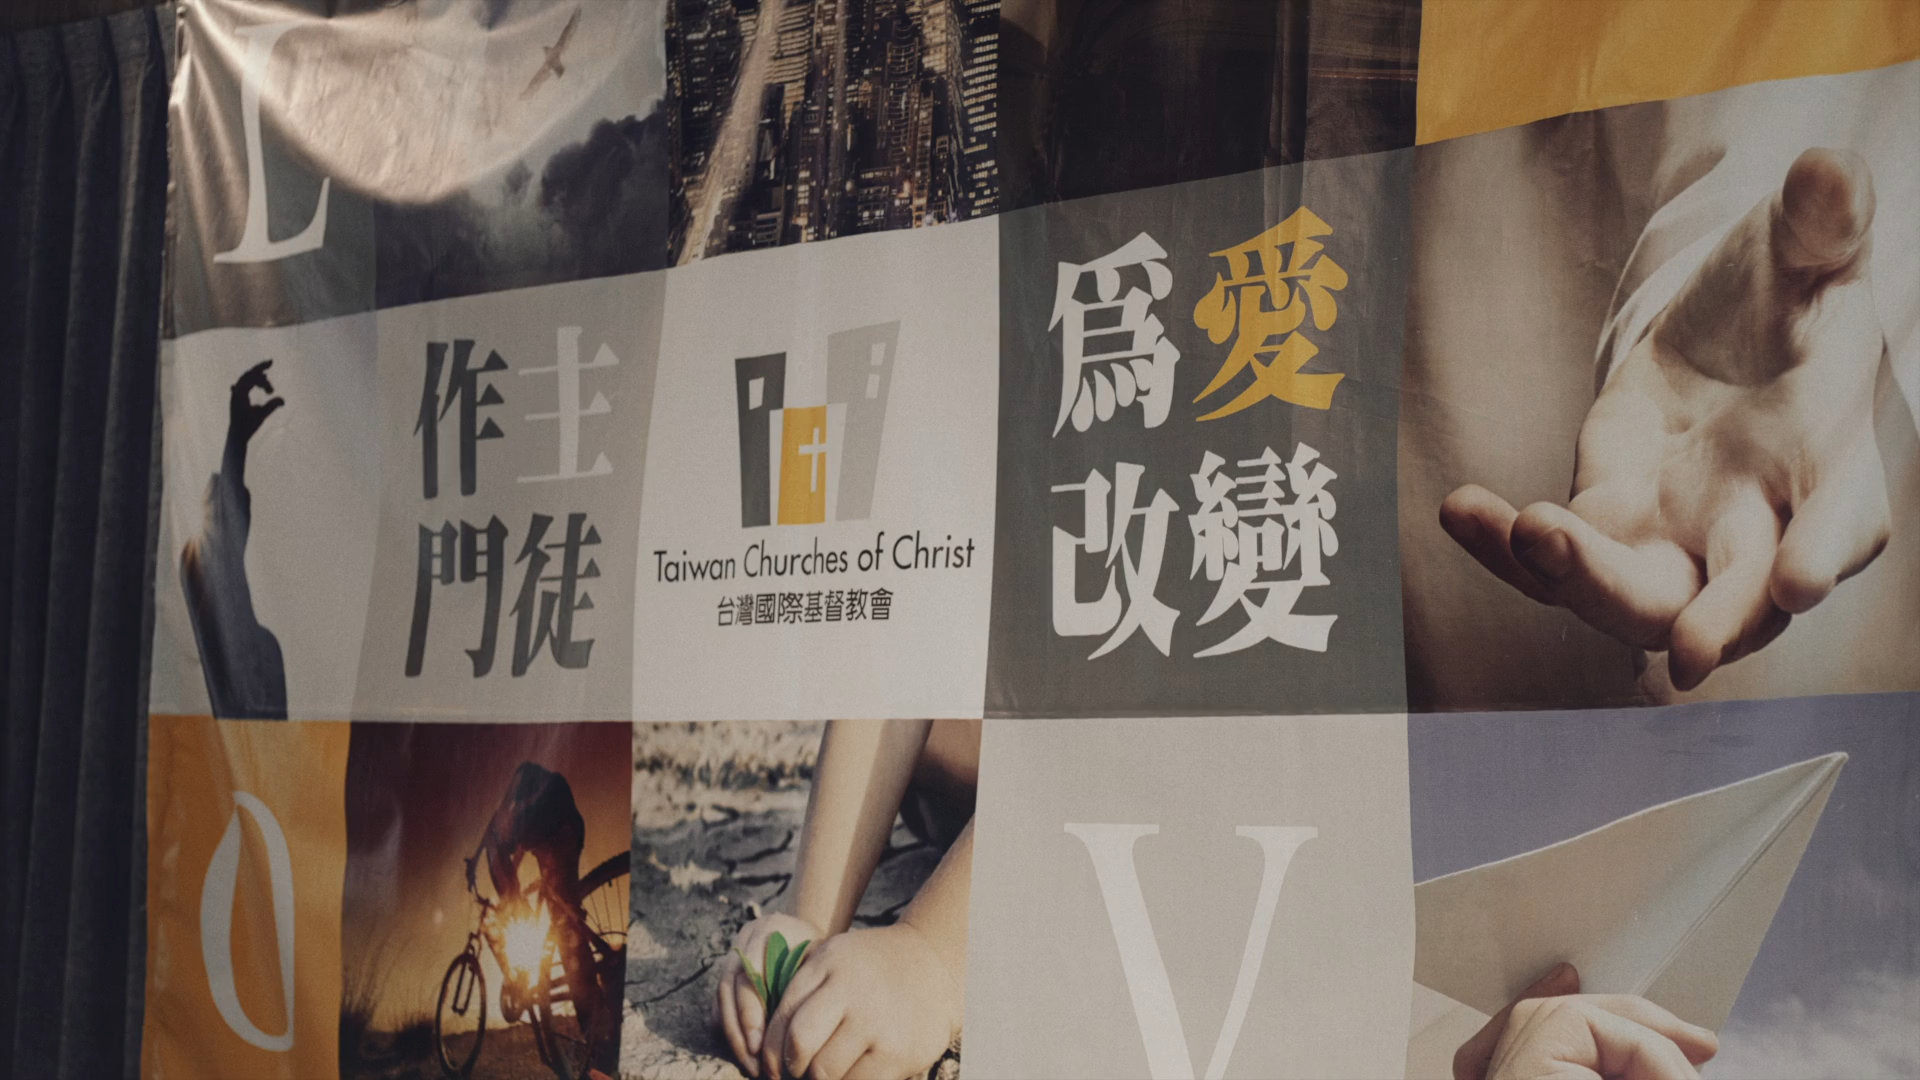 L
作主
門徒
Taiwan Churches of Christ
台灣國際基督教會
爲愛
改變
O
V